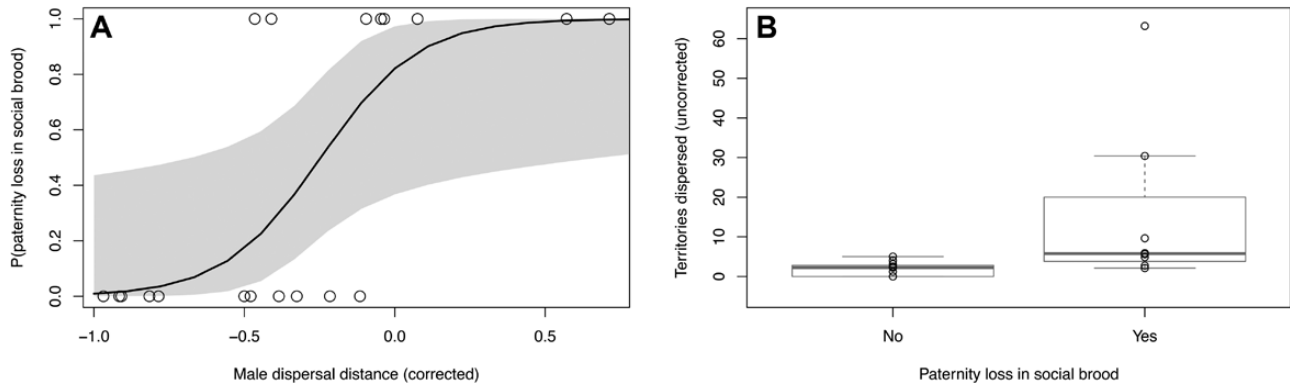 A
P(paternity loss in social brood)
1.0
0.8
0.6
0.4
0.2
0.0
-1.0 -0.5 0.0 0.5
Male dispersal distance (corrected)
B
Territories dispersed (uncorrected)
60
50
40
30
20
10
0
No Yes
Paternity loss in social brood